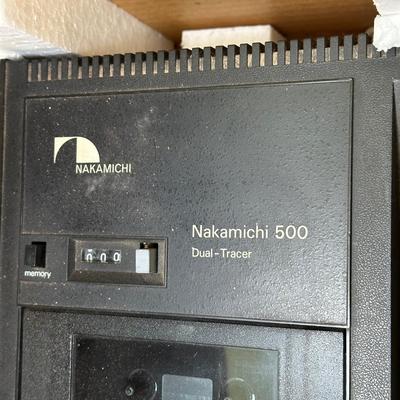 NAKAMICHI
Nakamichi 500
Dual-Tracer
memory
000